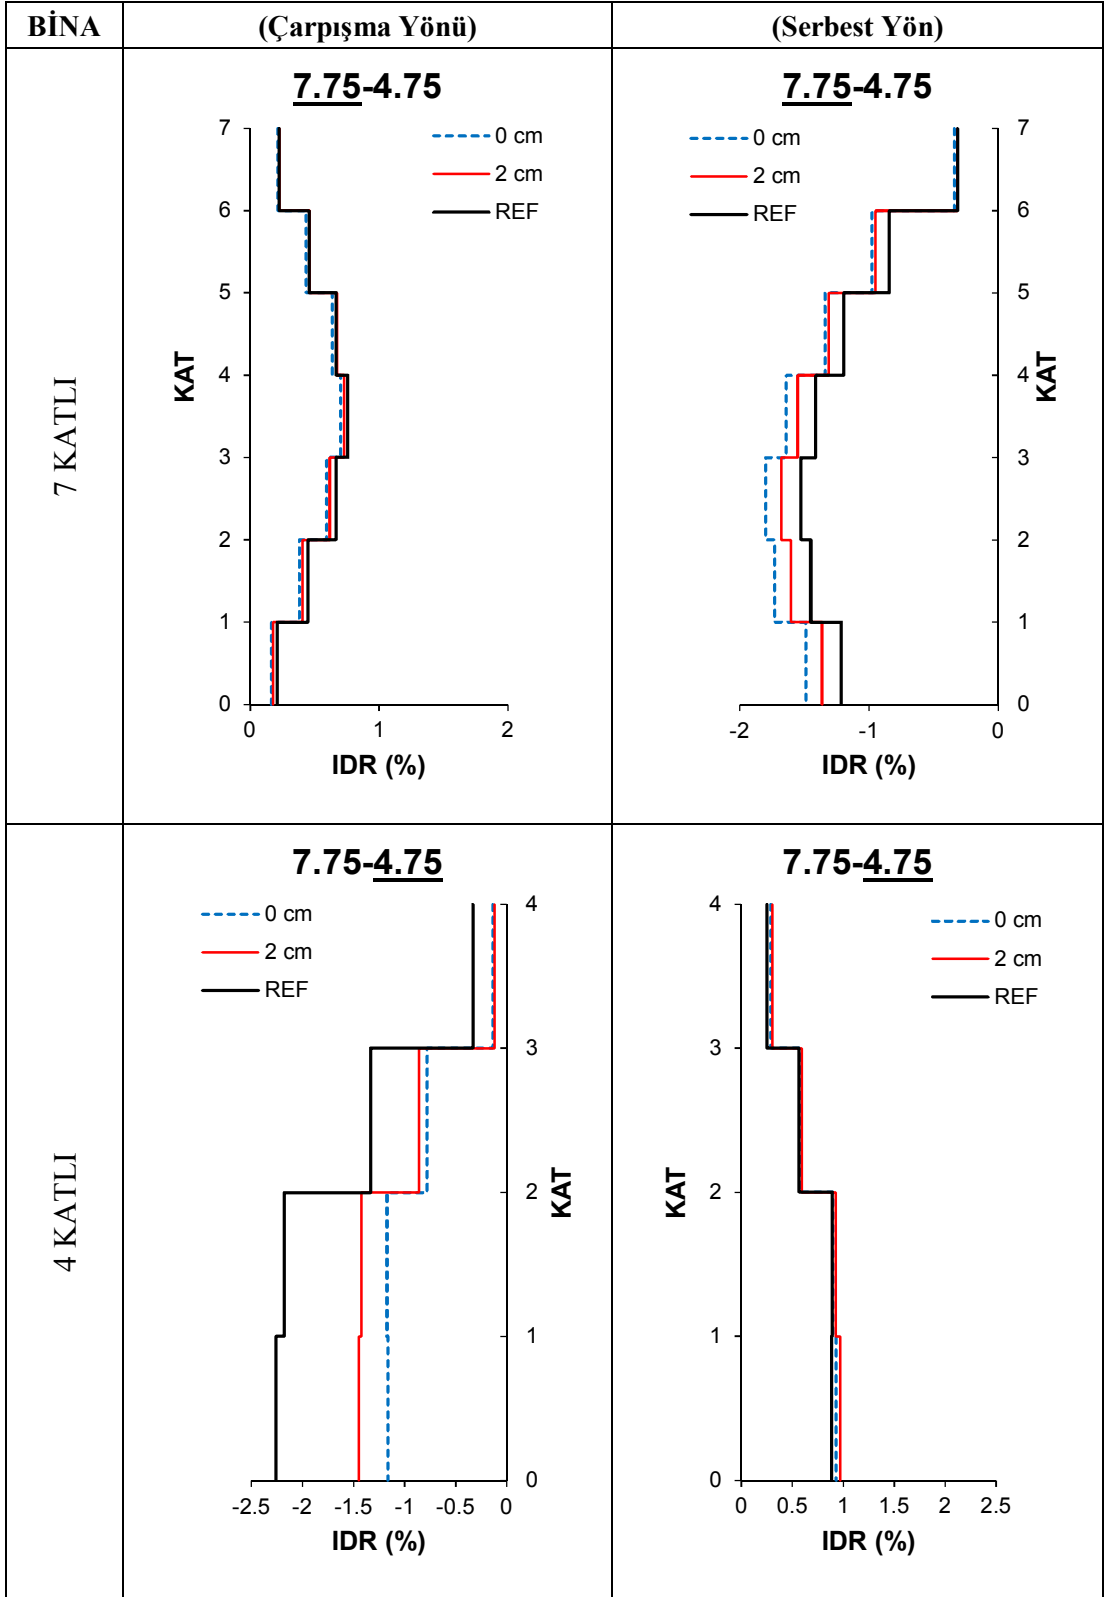 BİNA
(Çarpışma Yönü)
(Serbest Yön)
7 KATLI
7.75-4.75
0 cm
2 cm
REF
7
6
5
4
3
2
1
0
KAT
0 1 2
IDR (%)
7.75-4.75
0 cm
2 cm
REF
7
6
5
4
3
2
1
0
KAT
-2 -1 0
IDR (%)
4 KATLI
7.75-4.75
0 cm
2 cm
REF
4
3
2
1
0
KAT
-2.5 -2 -1.5 -1 -0.5 0
IDR (%)
7.75-4.75
0 cm
2 cm
REF
4
3
2
1
0
KAT
0 0.5 1 1.5 2 2.5
IDR (%)